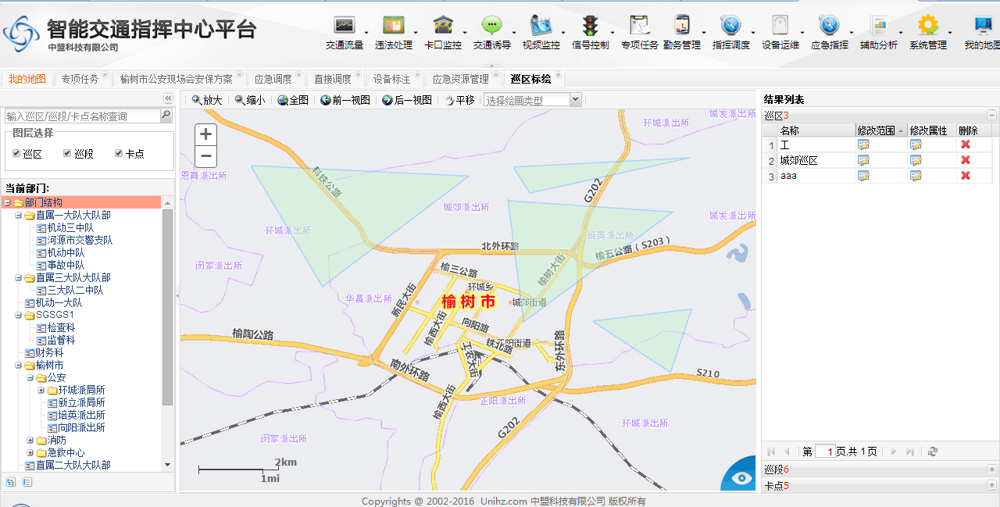 智能交通指挥中心平台
中盟科技有限公司
交通流量 违法处理 卡口监控 交通诱导 视频监控 信号控制 专项任务 勤务管理 指挥调度 设备运维 应急指挥 辅助分析 系统管理 我的地图
我的地图 专项任务 榆树市公安现场会安保方案 应急调度 直接调度 设备标注 应急资源管理 巡区标绘
输入巡区/巡段/卡点名称查询
图层选择
巡区 巡段 卡点
当前部门:
部门结构
直属一大队大队部
机动三中队
河源市交警支队
机动中队
事故中队
直属三大队大队部
三大队二中队
机动一大队
SGSGS1
检查科
监督科
财务科
榆树市
公安
环城派局所
新立派局所
培英派出所
向阳派出所
消防
急救中心
直属二大队大队部
放大 缩小 全图 前一视图 后一视图 平移 选择绘画类型
+
−
环城派出所
城发派出所
恩育派出所
科铁公路
G202
城郊派出所
城发派出所
环城派出所
培英派出所
北外环路
榆五公路（S203）
闵家派出所
榆三公路
榆树大街
环城乡
华昌派出所
新民大街
榆树市
城郊街道
榆西大街
向阳路
榆陶公路
铁北路
正阳街道
工农大街
东外环路
南外环路
S210
榆西大街
正阳派出所
G202
环城派出所
闵家派出所
2km
1mi
结果列表
巡区3
名称 修改范围 修改属性 删除
1 工
2 城郊巡区
3 aaa
第 1 页,共 1 页
巡段6
卡点5
Copyrights @ 2002-2016 Unihz.com 中盟科技有限公司 版权所有